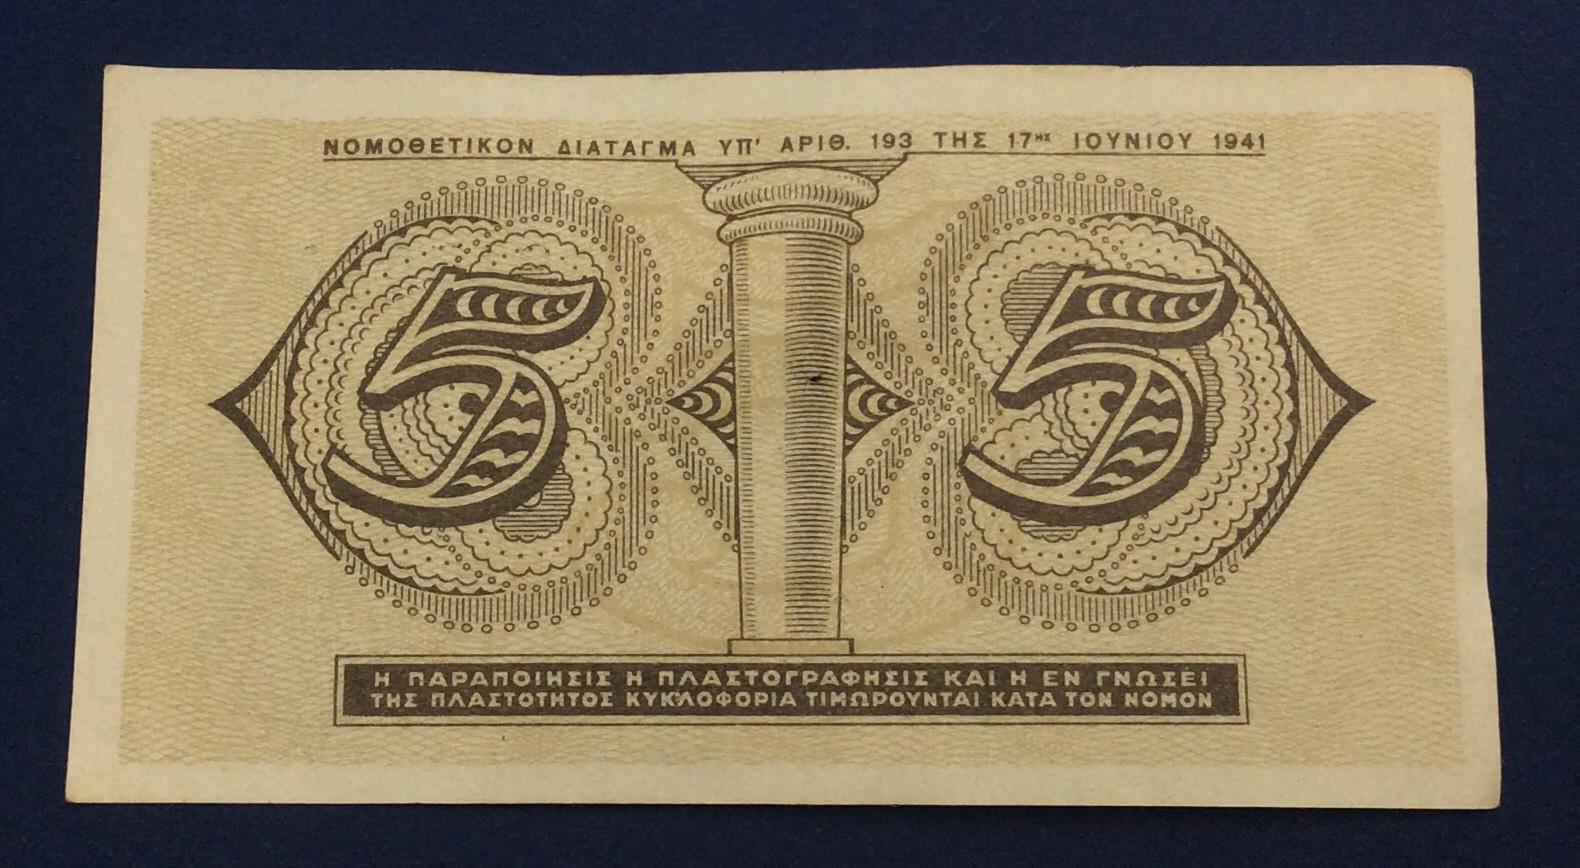 ΝΟΜΟΘΕΤΙΚΟΝ ΔΙΑΤΑΓΜΑ ΥΠ' ΑΡΙΘ. 193 ΤΗΣ 17ΗΣ ΙΟΥΝΙΟΥ 1941
5 5
Η ΠΑΡΑΠΟΙΗΣΙΣ Η ΠΛΑΣΤΟΓΡΑΦΗΣΙΣ ΚΑΙ Η ΕΝ ΓΝΩΣΕΙ
ΤΗΣ ΠΛΑΣΤΟΤΗΤΟΣ ΚΥΚΛΟΦΟΡΙΑ ΤΙΜΩΡΟΥΝΤΑΙ ΚΑΤΑ ΤΟΝ ΝΟΜΟΝ